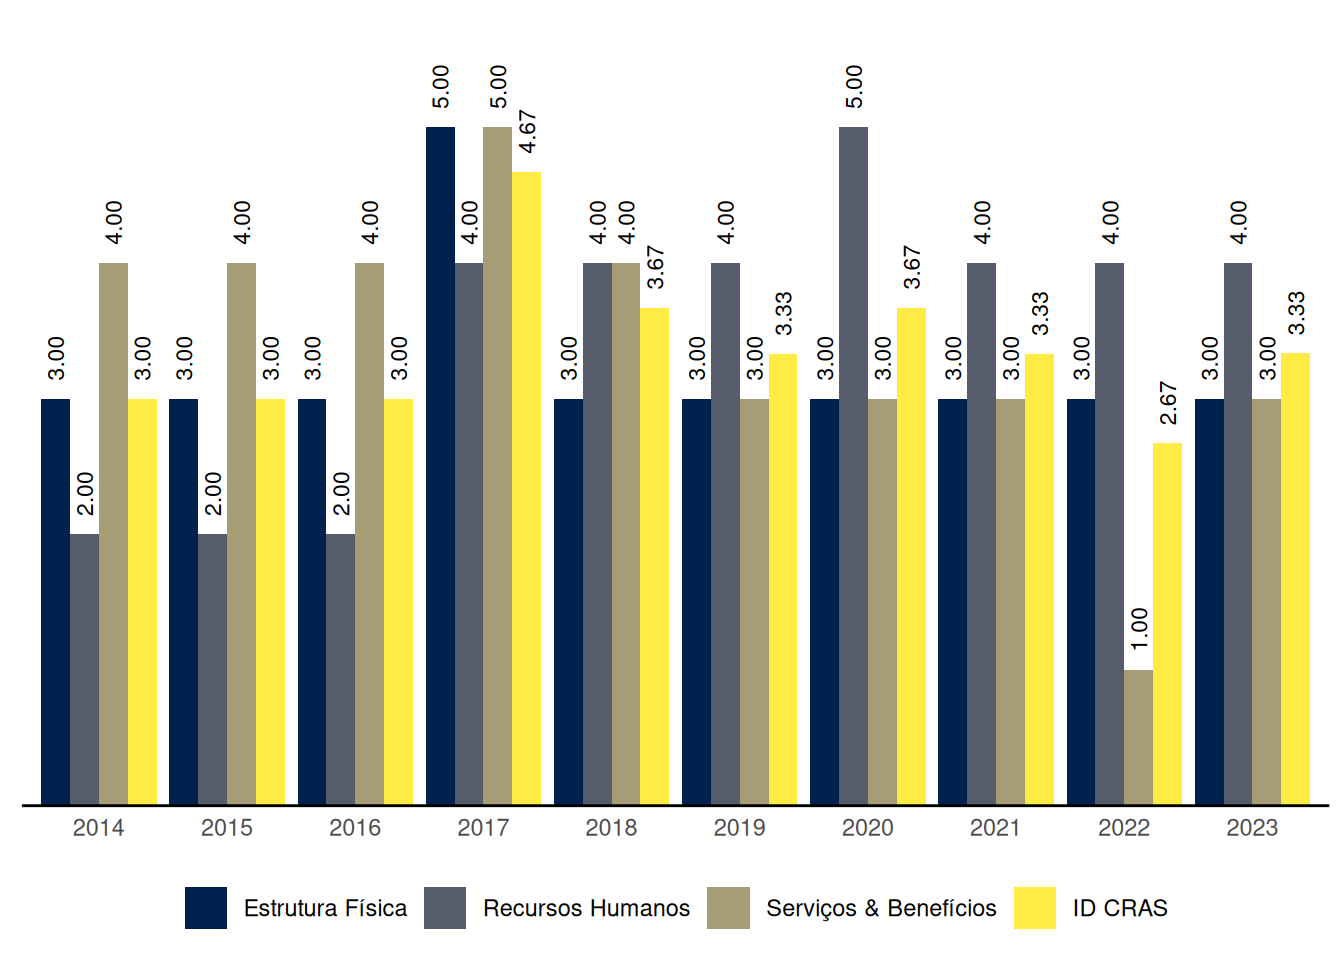 5.00 5.00 5.00
4.67
4.00 4.00 4.00 4.00 4.00 4.00 4.00 4.00 4.00 4.00
3.67 3.67
3.33 3.33 3.33
3.00 3.00 3.00 3.00 3.00 3.00 3.00 3.00 3.00 3.00 3.00 3.00 3.00 3.00 3.00 3.00
2.67
2.00 2.00 2.00
1.00
2014 2015 2016 2017 2018 2019 2020 2021 2022 2023
Estrutura Física Recursos Humanos Serviços & Benefícios ID CRAS